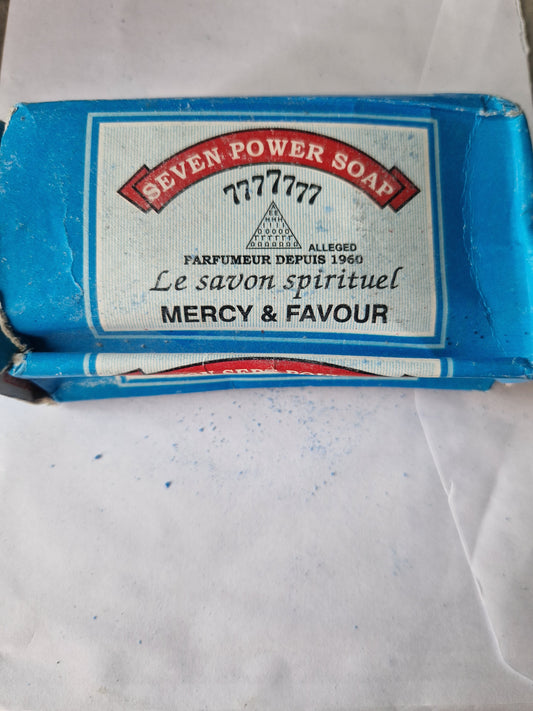 SEVEN POWER SOAP
7777777
ALLEGED
PARFUMEUR DEPUIS 1960
Le savon spirituel
MERCY & FAVOUR